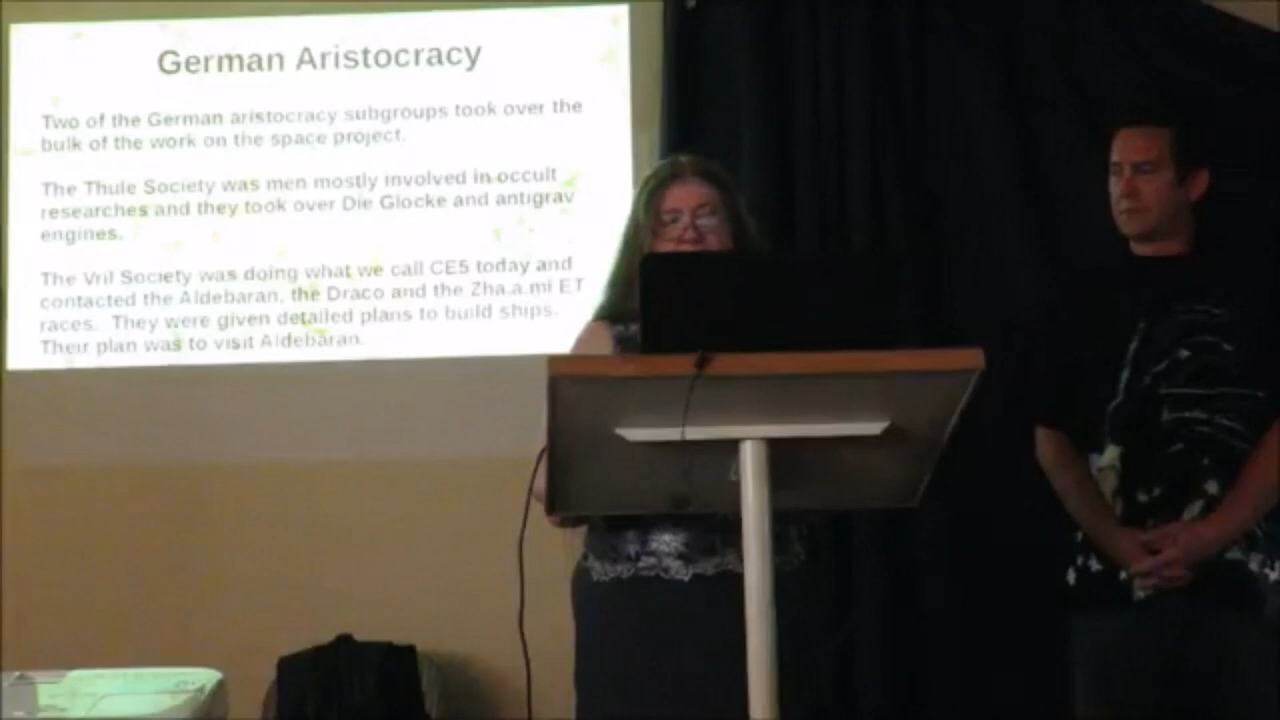 German Aristocracy
Two of the German aristocracy subgroups took over the
bulk of the work on the space project.
The Thule Society was men mostly involved in occult
researches and they took over Die Glocke and antigrav
engines.
The Vril Society was doing what we call CE5 today and
contacted the Aldebaran, the Draco and the Zha.a.mi ET
races. They were given detailed plans to build ships.
Their plan was to visit Aldebaran.